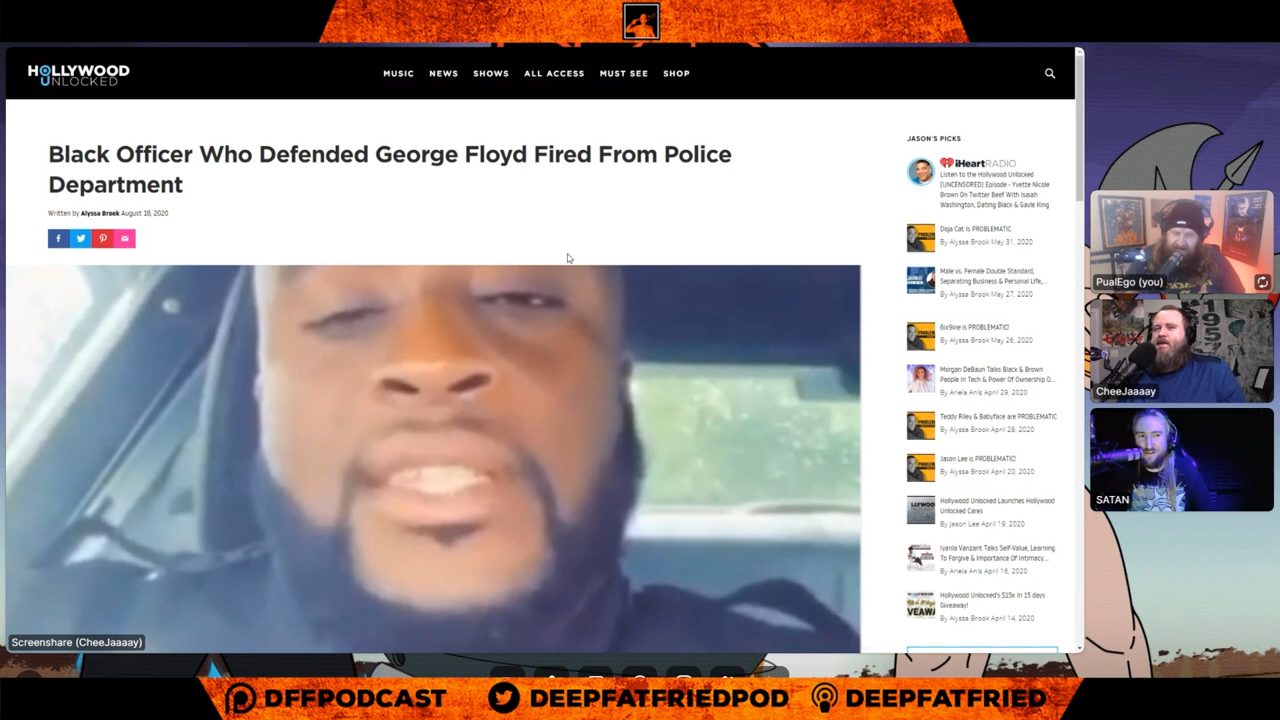 HOLLYWOOD
UNLOCKED
MUSIC NEWS SHOWS ALL ACCESS MUST SEE SHOP
Black Officer Who Defended George Floyd Fired From Police
Department
Written by Alyssa Brook August 18, 2020
JASON'S PICKS
iHeartRADIO
Listen to the Hollywood Unlocked
[UNCENSORED] Episode - Yvette Nicole
Brown On Twitter Beef With Isaiah
Washington, Dating Black & Gayle King
Doja Cat Is PROBLEMATIC
By Alyssa Brook May 31, 2020
Male vs. Female Double Standard,
Separating Business & Personal Life,...
By Alyssa Brook May 27, 2020
6ix9ine is PROBLEMATIC!
By Alyssa Brook May 26, 2020
Morgan DeBaun Talks Black & Brown
People In Tech & Power Of Ownership O...
By Ariela Anís April 29, 2020
Teddy Riley & Babyface are PROBLEMATIC
By Alyssa Brook April 28, 2020
Jason Lee is PROBLEMATIC!
By Alyssa Brook April 20, 2020
Hollywood Unlocked Launches Hollywood
Unlocked Cares
By Jason Lee April 19, 2020
Iyanla Vanzant Talks Self-Value, Learning
To Forgive & Importance Of Intimacy...
By Ariela Anís April 16, 2020
Hollywood Unlocked's $15k In 15 days
Giveaway!
By Alyssa Brook April 14, 2020
PualEgo (you)
CheeJaaaay
SATAN
Screenshare (CheeJaaaay)
DFFPODCAST DEEPFATFRIEDPOD DEEPFATFRIED